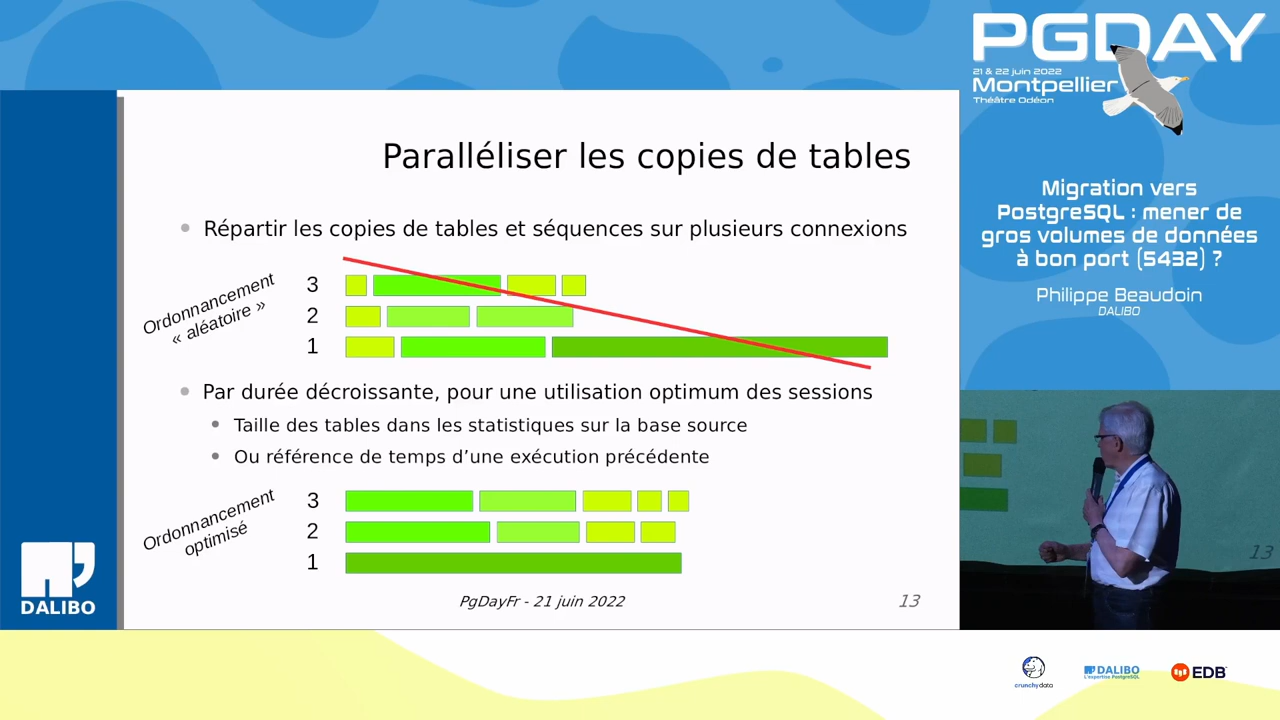 Paralléliser les copies de tables
Répartir les copies de tables et séquences sur plusieurs connexions
Ordonnancement
« aléatoire »
3
2
1
Par durée décroissante, pour une utilisation optimum des sessions
Taille des tables dans les statistiques sur la base source
Ou référence de temps d’une exécution précédente
Ordonnancement
optimisé
3
2
1
DALIBO
PgDayFr - 21 juin 2022
13
PGDAY
21 & 22 juin 2022
Montpellier
Théâtre Odéon
Migration vers
PostgreSQL : mener de
gros volumes de données
à bon port (5432) ?
Philippe Beaudoin
DALIBO
13
crunchydata
DALIBO
L'expertise PostgreSQL
EDB